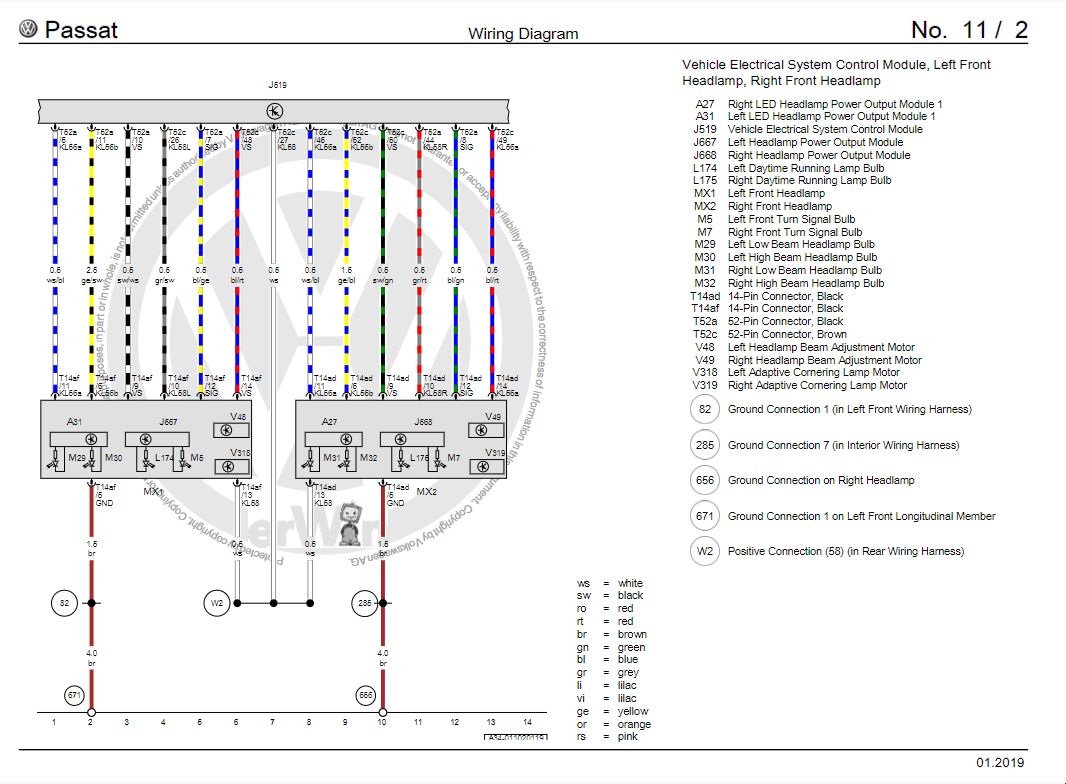 Passat
Wiring Diagram
No. 11 / 2
Vehicle Electrical System Control Module, Left Front
Headlamp, Right Front Headlamp
A27 Right LED Headlamp Power Output Module 1
A31 Left LED Headlamp Power Output Module 1
J519 Vehicle Electrical System Control Module
J667 Left Headlamp Power Output Module
J668 Right Headlamp Power Output Module
L174 Left Daytime Running Lamp Bulb
L175 Right Daytime Running Lamp Bulb
MX1 Left Front Headlamp
MX2 Right Front Headlamp
M5 Left Front Turn Signal Bulb
M7 Right Front Turn Signal Bulb
M29 Left Low Beam Headlamp Bulb
M30 Left High Beam Headlamp Bulb
M31 Right Low Beam Headlamp Bulb
M32 Right High Beam Headlamp Bulb
T14ad 14-Pin Connector, Black
T14af 14-Pin Connector, Black
T52a 52-Pin Connector, Black
T52c 52-Pin Connector, Brown
V48 Left Headlamp Beam Adjustment Motor
V49 Right Headlamp Beam Adjustment Motor
V318 Left Adaptive Cornering Lamp Motor
V319 Right Adaptive Cornering Lamp Motor
82 Ground Connection 1 (in Left Front Wiring Harness)
285 Ground Connection 7 (in Interior Wiring Harness)
656 Ground Connection on Right Headlamp
671 Ground Connection 1 on Left Front Longitudinal Member
W2 Positive Connection (58) (in Rear Wiring Harness)
J519
T52a T52a T52a T52c T52a T52c T52c T52c T52a T52c T52a T52a T52c
KL56a KL56b VS KL58L SIG VS KL58 KL56a KL56b VS KL58R SIG KL56a
0.5 2.5 0.5 0.5 0.5 0.5 0.5 0.5 1.5 0.5 0.5 0.5 0.5
ws/bl ge/sw sw/ws gr/sw bl/ge bl/rt ws ws/bl ge/bl sw/gn gr/rt bl/gn bl/rt
T14af T14af T14af T14af T14af T14af T14ad T14ad T14ad T14ad T14ad T14ad
/11 /6 /9 /10 /12 /14 /11 /6 /9 /10 /12 /14
KL56a KL56b VS KL58L SIG KL56a KL56b VS KL58R SIG KL56a
A31 J667 V48 A27 J668 V49
M29 M30 L174 M5 V318 M31 M32 L175 M7 V319
T14af T14af T14ad T14ad
/5 /13 /13 /5
GND KL58 KL58 GND
MX1 MX2
1.5 0.5 0.5 1.5
br ws ws br
82 W2 285
4.0 4.0
br br
671 656
1 2 3 4 5 6 7 8 9 10 11 12 13 14
A34-011020119
ws = white
sw = black
ro = red
rt = red
br = brown
gn = green
bl = blue
gr = grey
li = lilac
vi = lilac
ge = yellow
or = orange
rs = pink
01.2019